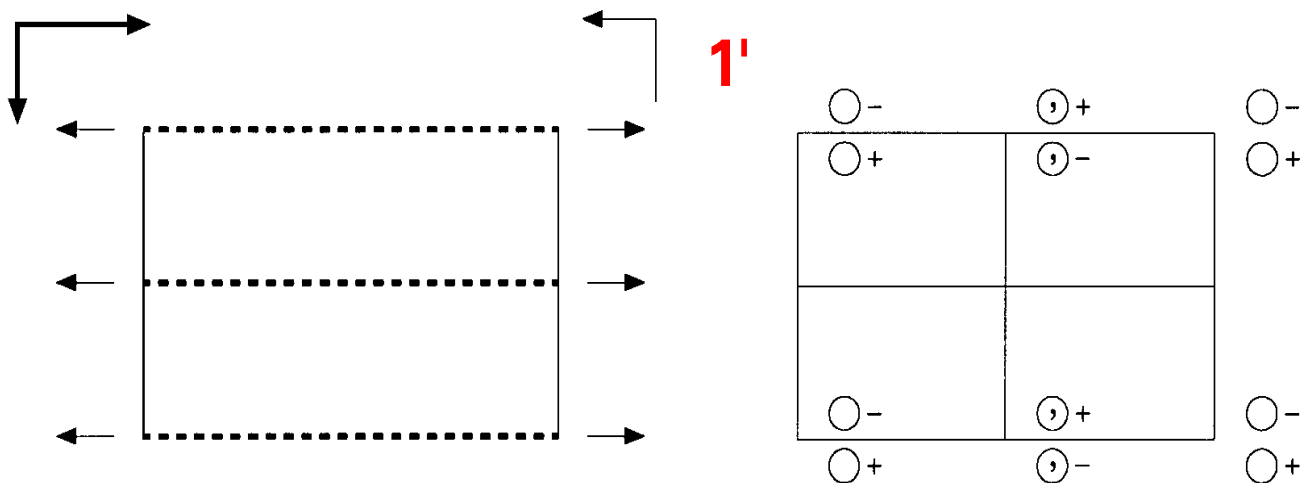 1'
- , + -
+ , - +
- , + -
+ , - +